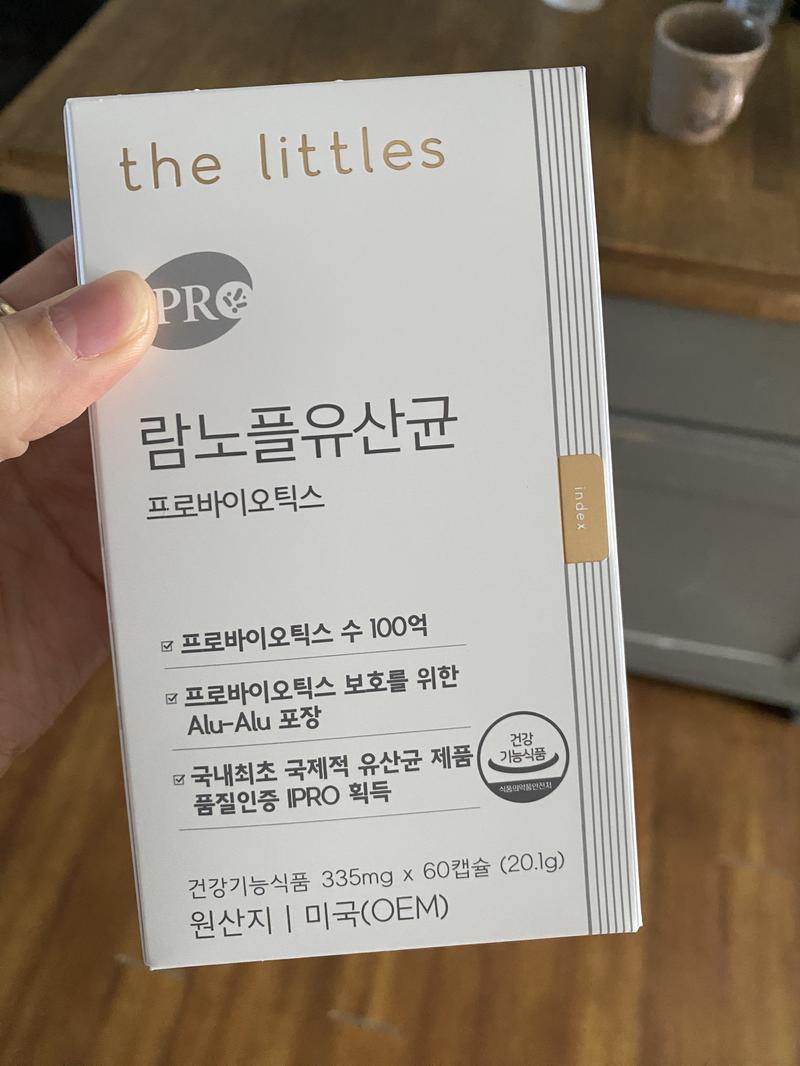 the littles
PRO
람노플유산균
프로바이오틱스
index
프로바이오틱스 수 100억
프로바이오틱스 보호를 위한
Alu-Alu 포장
국내최초 국제적 유산균 제품
품질인증 IPRO 획득
건강
기능식품
식품의약품안전처
건강기능식품 335mg x 60캡슐 (20.1g)
원산지 | 미국(OEM)